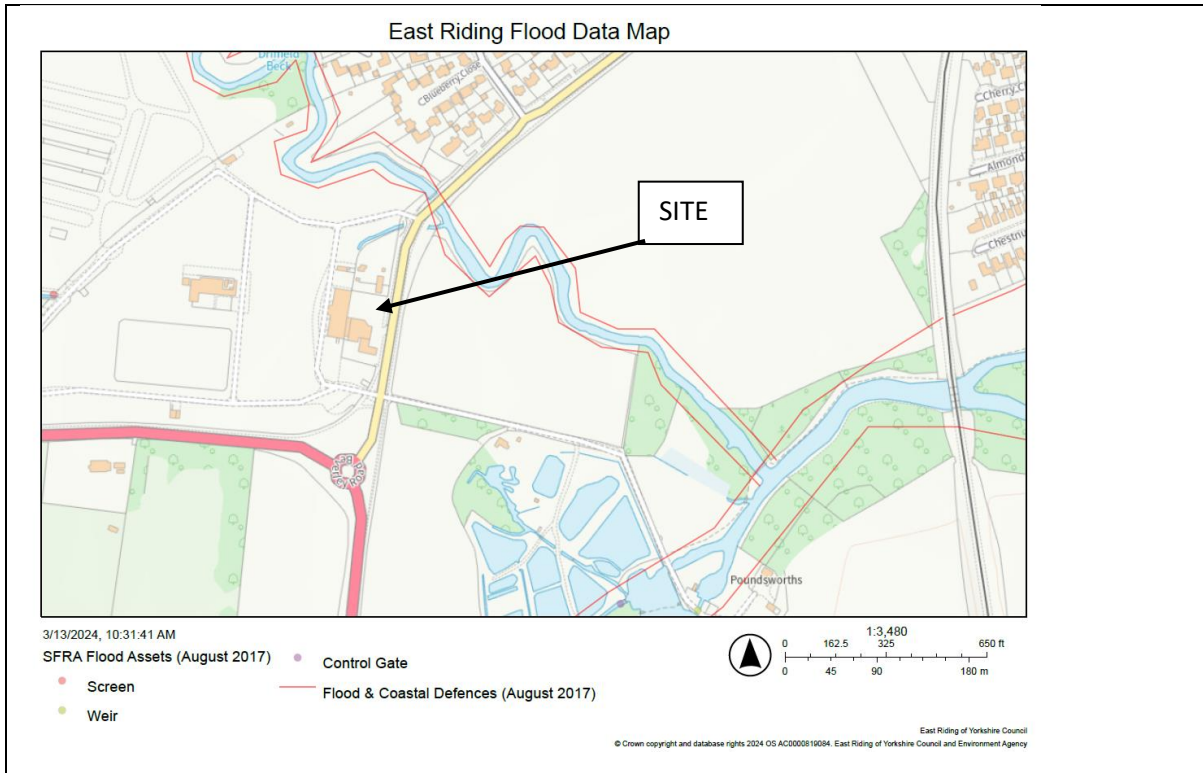 East Riding Flood Data Map
Driffield
Beck
Blueberry Close
Cherry C
Almond
Chestnu
SITE
Poundsworths
3/13/2024, 10:31:41 AM
SFRA Flood Assets (August 2017)
Screen
Weir
Control Gate
Flood & Coastal Defences (August 2017)
1:3,480
0 162.5 325 650 ft
0 45 90 180 m
East Riding of Yorkshire Council
© Crown copyright and database rights 2024 OS AC0000819084. East Riding of Yorkshire Council and Environment Agency